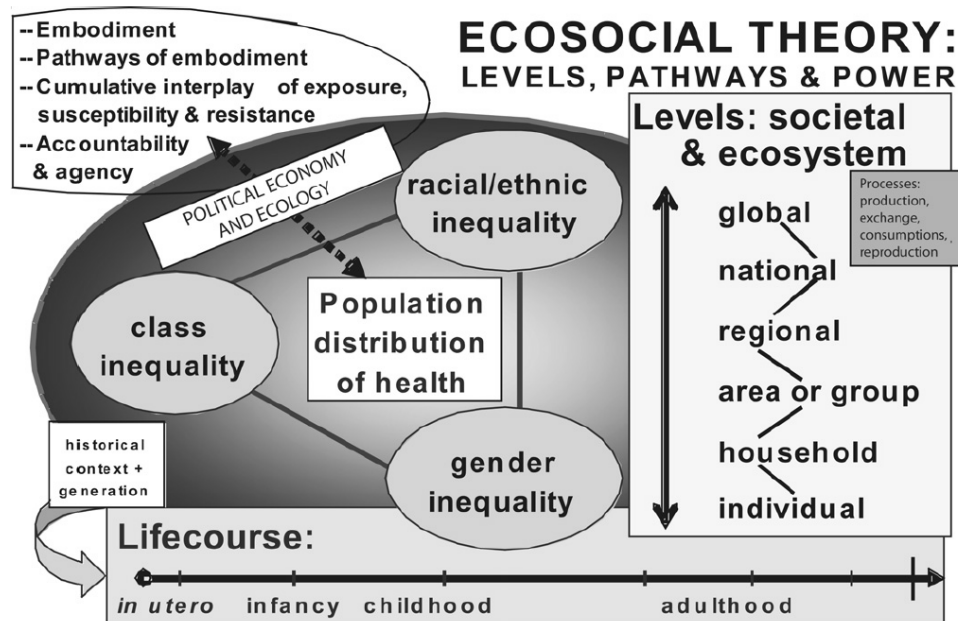 --Embodiment
--Pathways of embodiment
--Cumulative interplay of exposure,
susceptibility & resistance
--Accountability
& agency
ECOSOCIAL THEORY:
LEVELS, PATHWAYS & POWER
POLITICAL ECONOMY
AND ECOLOGY
racial/ethnic
inequality
class
inequality
Population
distribution
of health
gender
inequality
historical
context +
generation
Levels: societal
& ecosystem
Processes:
production,
exchange,
consumptions,
reproduction
global
national
regional
area or group
household
individual
Lifecourse:
in utero infancy childhood adulthood